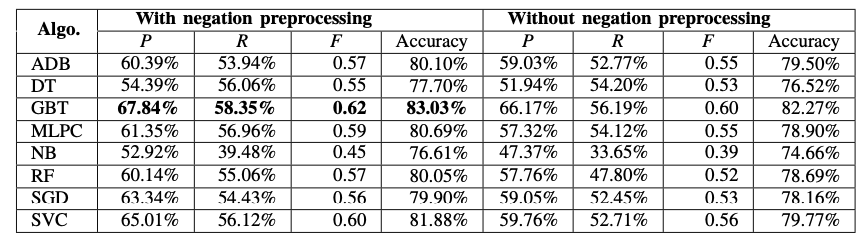 Algo. With negation preprocessing Without negation preprocessing
P R F Accuracy P R F Accuracy
ADB 60.39% 53.94% 0.57 80.10% 59.03% 52.77% 0.55 79.50%
DT 54.39% 56.06% 0.55 77.70% 51.94% 54.20% 0.53 76.52%
GBT 67.84% 58.35% 0.62 83.03% 66.17% 56.19% 0.60 82.27%
MLPC 61.35% 56.96% 0.59 80.69% 57.32% 54.12% 0.55 78.90%
NB 52.92% 39.48% 0.45 76.61% 47.37% 33.65% 0.39 74.66%
RF 60.14% 55.06% 0.57 80.05% 57.76% 47.80% 0.52 78.69%
SGD 63.34% 54.43% 0.56 79.90% 59.05% 52.45% 0.53 78.16%
SVC 65.01% 56.12% 0.60 81.88% 59.76% 52.71% 0.56 79.77%